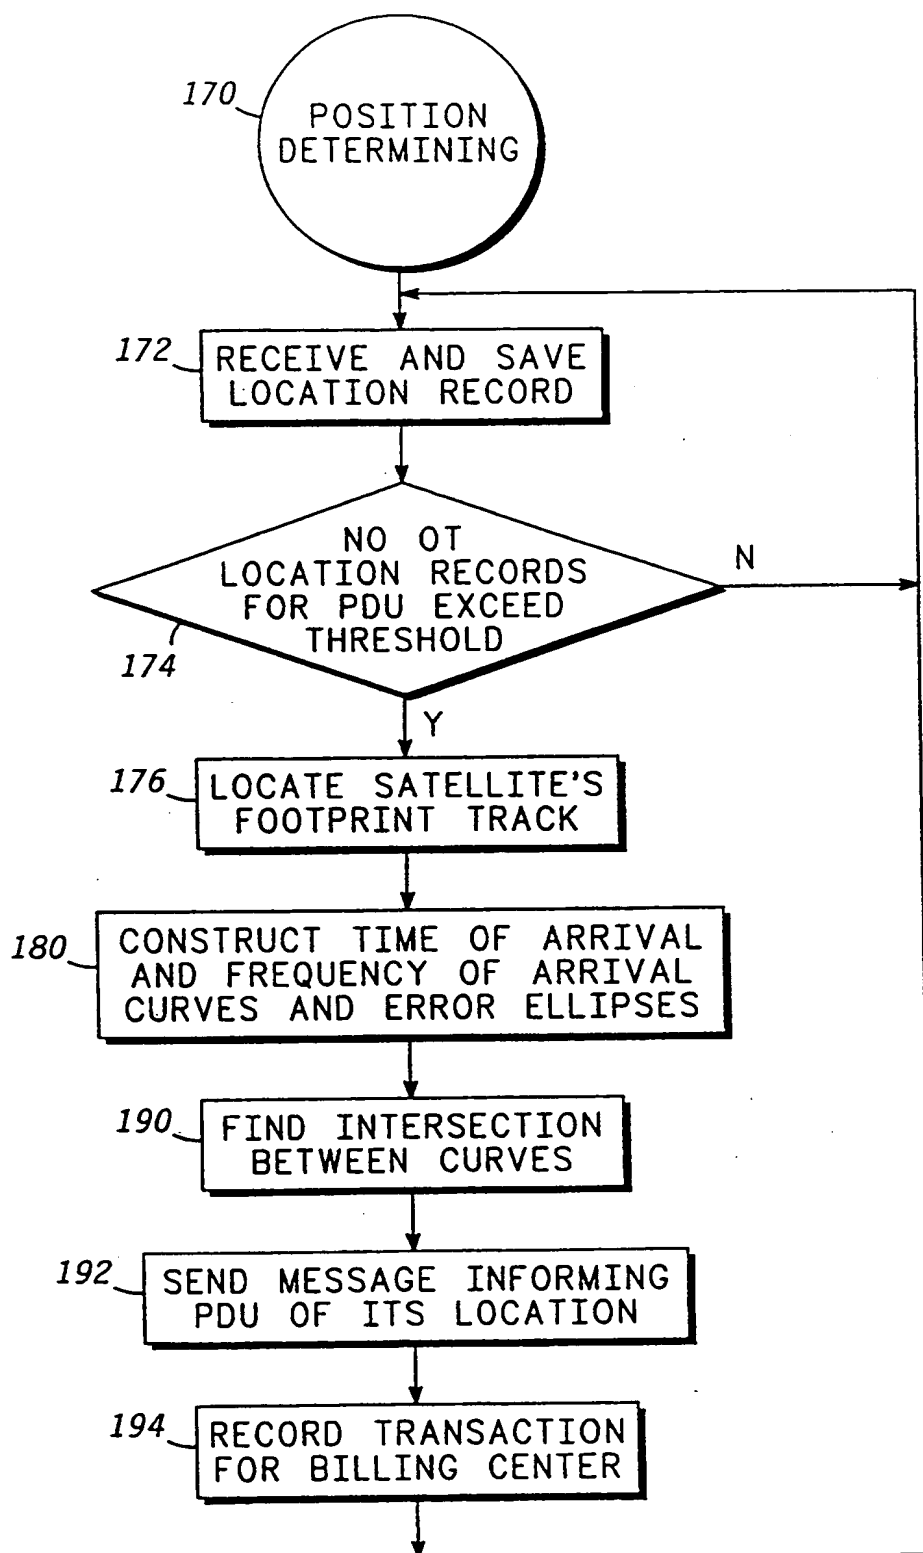 170
POSITION
DETERMINING
172
RECEIVE AND SAVE
LOCATION RECORD
NO OT
LOCATION RECORDS
FOR PDU EXCEED
THRESHOLD
N
174
Y
176
LOCATE SATELLITE'S
FOOTPRINT TRACK
180
CONSTRUCT TIME OF ARRIVAL
AND FREQUENCY OF ARRIVAL
CURVES AND ERROR ELLIPSES
190
FIND INTERSECTION
BETWEEN CURVES
192
SEND MESSAGE INFORMING
PDU OF ITS LOCATION
194
RECORD TRANSACTION
FOR BILLING CENTER